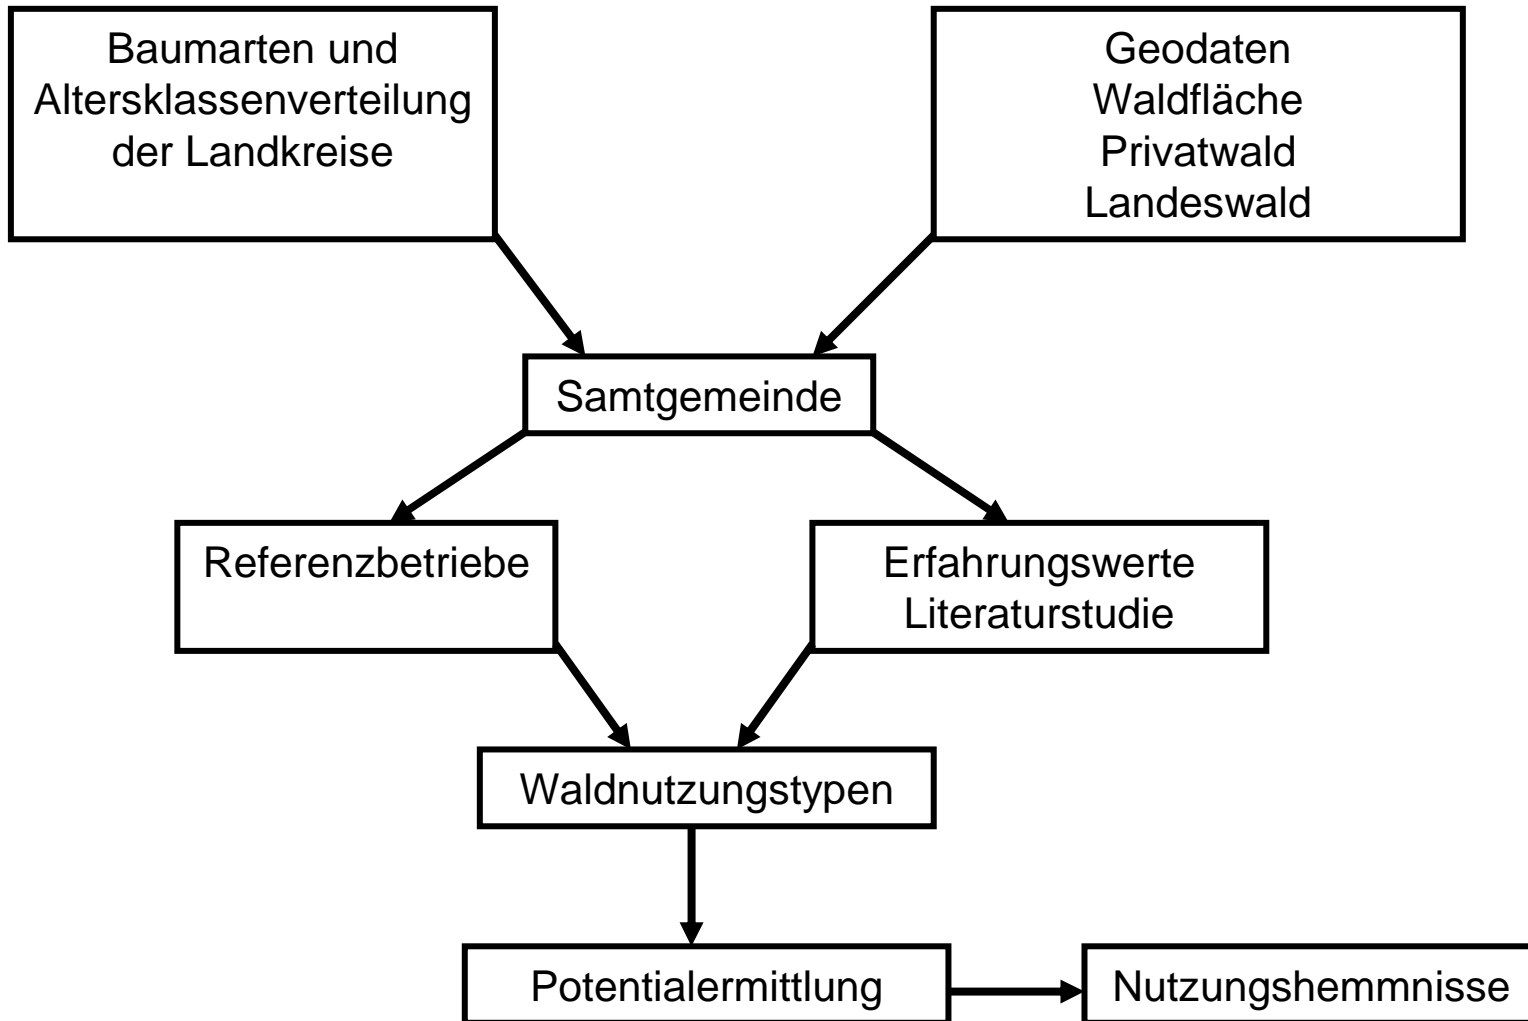 Baumarten und
Altersklassenverteilung
der Landkreise
Geodaten
Waldfläche
Privatwald
Landeswald
Samtgemeinde
Referenzbetriebe
Erfahrungswerte
Literaturstudie
Waldnutzungstypen
Potentialermittlung
Nutzungshemmnisse